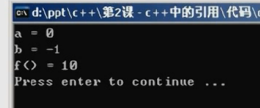 d:\ppt\c++\第2课 - c++中的引用\代码\
a = 0
b = -1
f() = 10
Press enter to continue ...